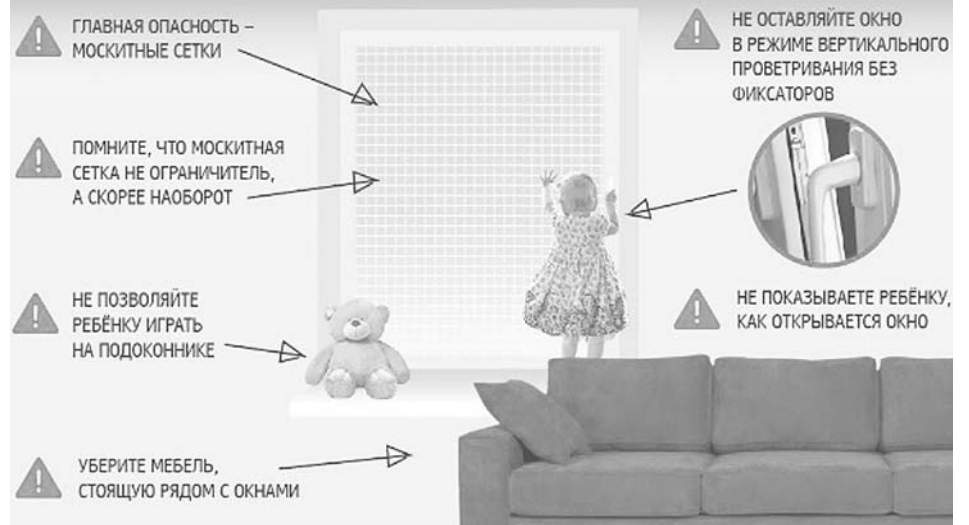 ГЛАВНАЯ ОПАСНОСТЬ –
МОСКИТНЫЕ СЕТКИ
ПОМНИТЕ, ЧТО МОСКИТНАЯ
СЕТКА НЕ ОГРАНИЧИТЕЛЬ,
А СКОРЕЕ НАОБОРОТ
НЕ ПОЗВОЛЯЙТЕ
РЕБЁНКУ ИГРАТЬ
НА ПОДОКОННИКЕ
УБЕРИТЕ МЕБЕЛЬ,
СТОЯЩУЮ РЯДОМ С ОКНАМИ
НЕ ОСТАВЛЯЙТЕ ОКНО
В РЕЖИМЕ ВЕРТИКАЛЬНОГО
ПРОВЕТРИВАНИЯ БЕЗ
ФИКСАТОРОВ
НЕ ПОКАЗЫВАЕТЕ РЕБЁНКУ,
КАК ОТКРЫВАЕТСЯ ОКНО